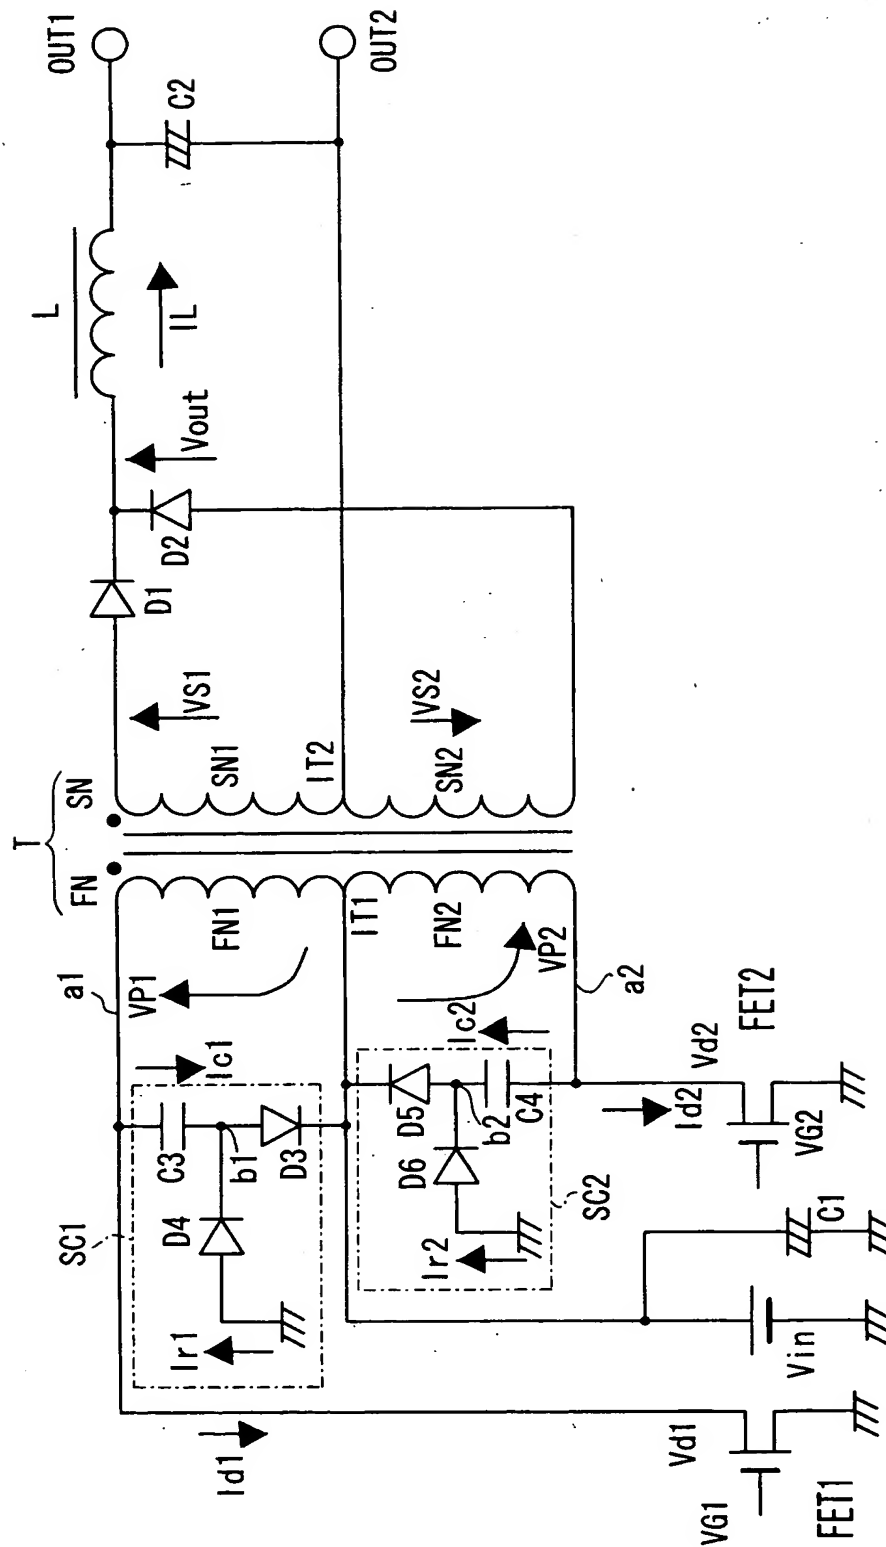 OUT1
OUT2
C2
L
IL
Vout
D2
D1
VS1
VS2
SN1
IT2
SN2
SN
T
FN
FN1
IT1
FN2
a1
VP1
VP2
a2
Ic1
Ic2
C3
b1
D3
D4
SC1
Ir1
D5
b2
C4
D6
SC2
Ir2
Id1
Id2
Vd2
FET2
VG2
C1
Vin
Vd1
VG1
FET1